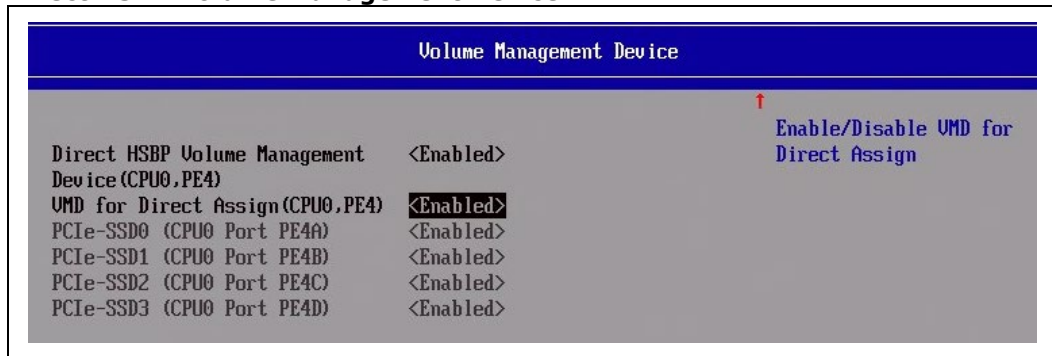 Volume Management Device
↑
Enable/Disable VMD for
Direct Assign
Direct HSBP Volume Management <Enabled>
Device(CPU0,PE4)
VMD for Direct Assign(CPU0,PE4) <Enabled>
PCIe-SSD0 (CPU0 Port PE4A) <Enabled>
PCIe-SSD1 (CPU0 Port PE4B) <Enabled>
PCIe-SSD2 (CPU0 Port PE4C) <Enabled>
PCIe-SSD3 (CPU0 Port PE4D) <Enabled>